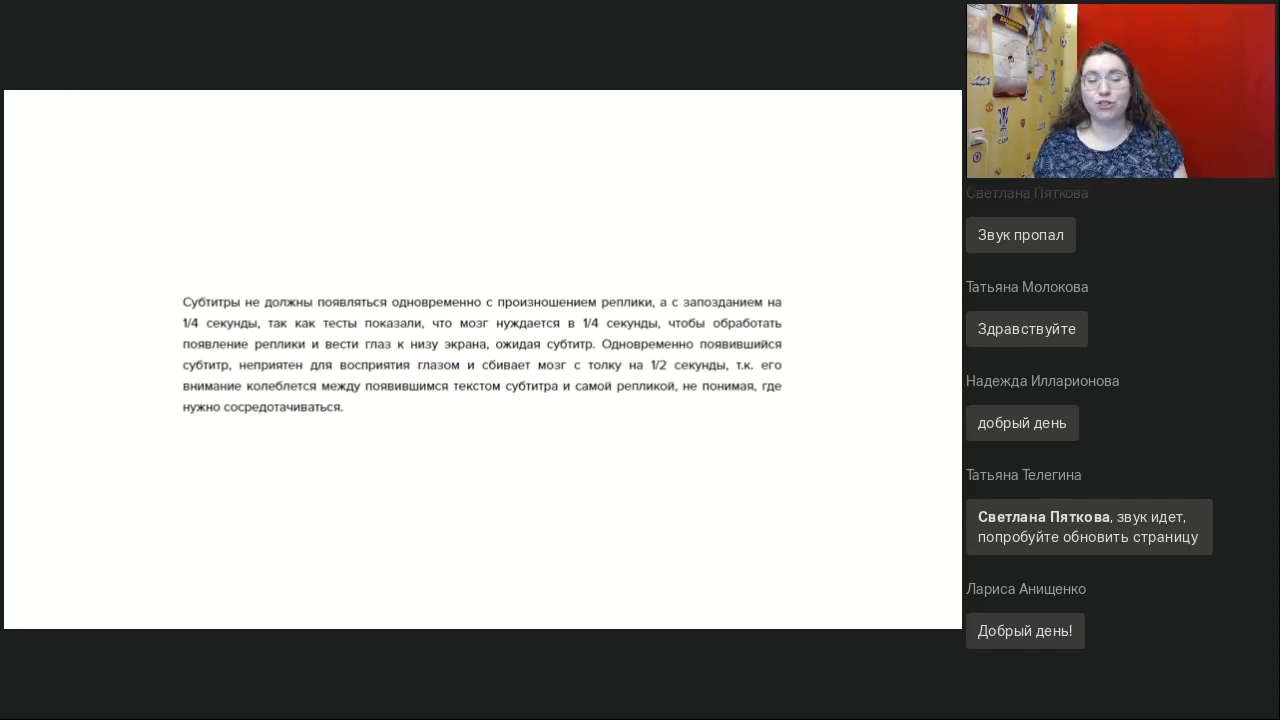 Субтитры не должны появляться одновременно с произношением реплики, а с запозданием на
1/4 секунды, так как тесты показали, что мозг нуждается в 1/4 секунды, чтобы обработать
появление реплики и вести глаз к низу экрана, ожидая субтитр. Одновременно появившийся
субтитр, неприятен для восприятия глазом и сбивает мозг с толку на 1/2 секунды, т.к. его
внимание колеблется между появившимся текстом субтитра и самой репликой, не понимая, где
нужно сосредотачиваться.
CUP
Светлана Пяткова
Звук пропал
Татьяна Молокова
Здравствуйте
Надежда Илларионова
добрый день
Татьяна Телегина
Светлана Пяткова, звук идет,
попробуйте обновить страницу
Лариса Анищенко
Добрый день!